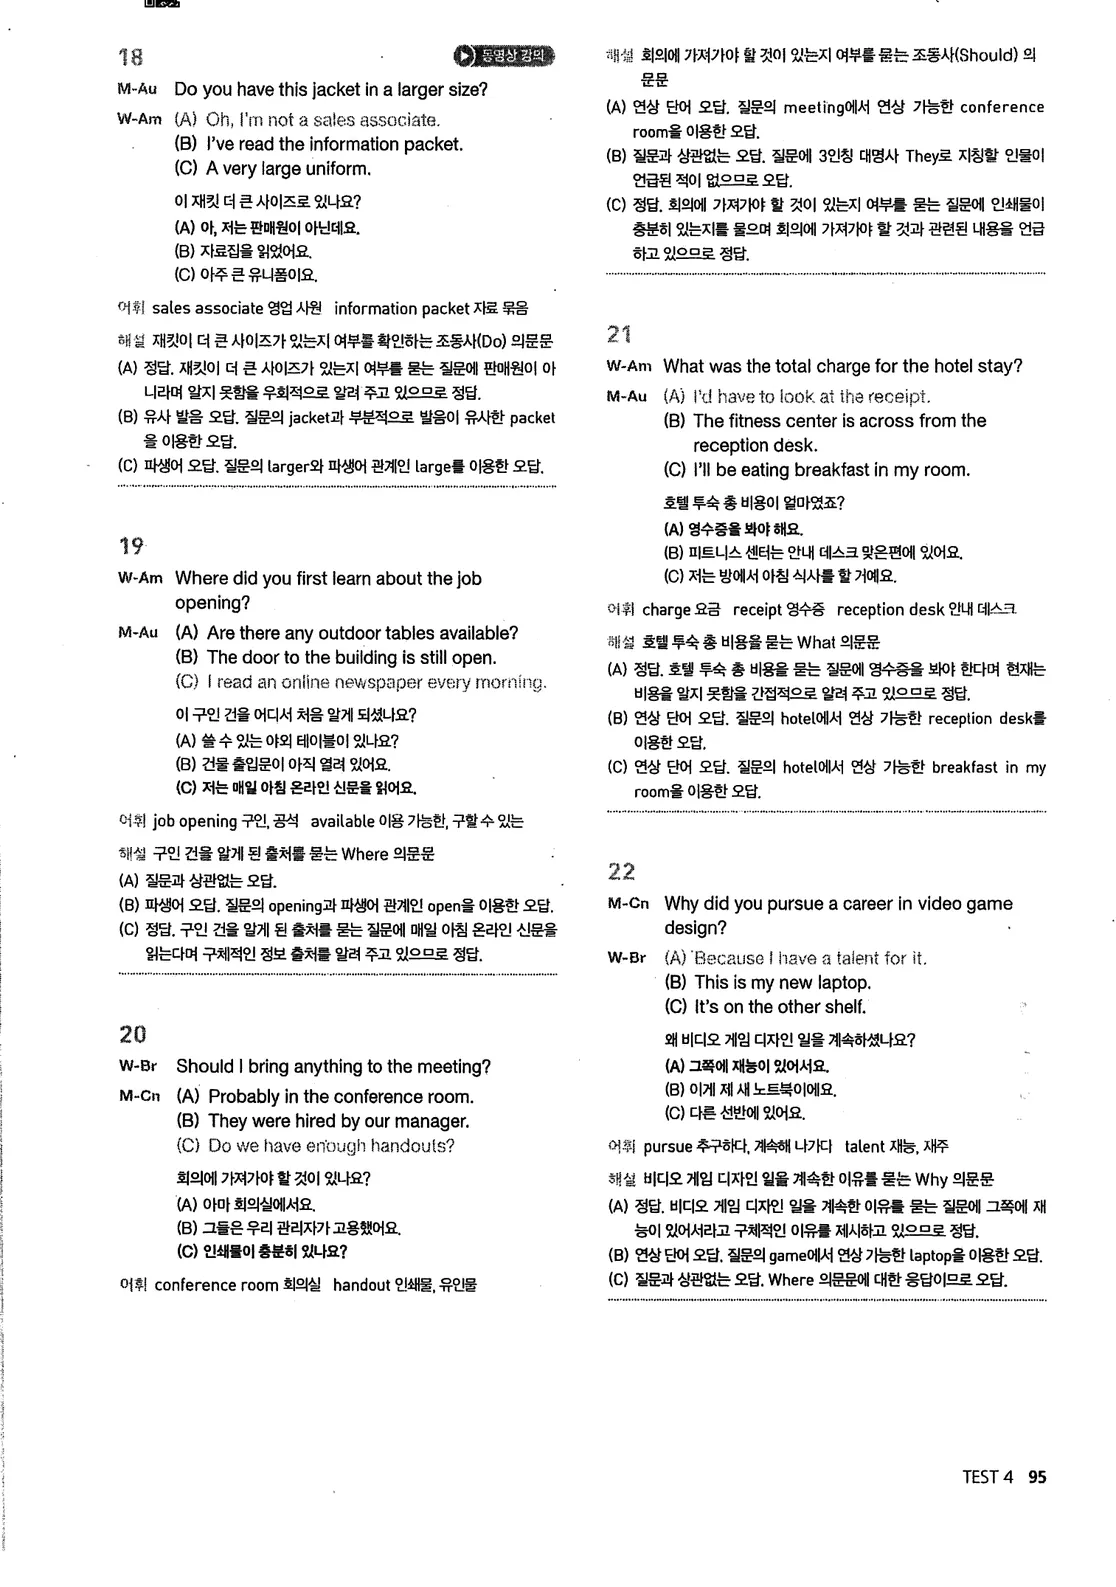 18
동영상 강의
M-Au Do you have this jacket in a larger size?
W-Am (A) Oh, I'm not a sales associate.
(B) I've read the information packet.
(C) A very large uniform.
이 재킷 더 큰 사이즈로 있나요?
(A) 아, 저는 판매원이 아닌데요.
(B) 자료집을 읽었어요.
(C) 아주 큰 유니폼이요.
어휘 sales associate 영업 사원 information packet 자료 묶음
해설 재킷이 더 큰 사이즈가 있는지 여부를 확인하는 조동사(Do) 의문문
(A) 정답. 재킷이 더 큰 사이즈가 있는지 여부를 묻는 질문에 판매원이 아
니라며 알지 못함을 우회적으로 알려 주고 있으므로 정답.
(B) 유사 발음 오답. 질문의 jacket과 부분적으로 발음이 유사한 packet
을 이용한 오답.
(C) 파생어 오답. 질문의 larger와 파생어 관계인 large를 이용한 오답.
19
W-Am Where did you first learn about the job
opening?
M-Au (A) Are there any outdoor tables available?
(B) The door to the building is still open.
(C) I read an online newspaper every morning.
이 구인 건을 어디서 처음 알게 되셨나요?
(A) 쓸 수 있는 야외 테이블이 있나요?
(B) 건물 출입문이 아직 열려 있어요.
(C) 저는 매일 아침 온라인 신문을 읽어요.
어휘 job opening 구인, 공석 available 이용 가능한, 구할 수 있는
해설 구인 건을 알게 된 출처를 묻는 Where 의문문
(A) 질문과 상관없는 오답.
(B) 파생어 오답. 질문의 opening과 파생어 관계인 open을 이용한 오답.
(C) 정답. 구인 건을 알게 된 출처를 묻는 질문에 매일 아침 온라인 신문을
읽는다며 구체적인 정보 출처를 알려 주고 있으므로 정답.
20
W-Br Should I bring anything to the meeting?
M-Cn (A) Probably in the conference room.
(B) They were hired by our manager.
(C) Do we have enough handouts?
회의에 가져가야 할 것이 있나요?
(A) 아마 회의실에서요.
(B) 그들은 우리 관리자가 고용했어요.
(C) 인쇄물이 충분히 있나요?
어휘 conference room 회의실 handout 인쇄물, 유인물
해설 회의에 가져가야 할 것이 있는지 여부를 묻는 조동사(Should) 의
문문
(A) 연상 단어 오답. 질문의 meeting에서 연상 가능한 conference
room을 이용한 오답.
(B) 질문과 상관없는 오답. 질문에 3인칭 대명사 They로 지칭할 인물이
언급된 적이 없으므로 오답.
(C) 정답. 회의에 가져가야 할 것이 있는지 여부를 묻는 질문에 인쇄물이
충분히 있는지를 물으며 회의에 가져가야 할 것과 관련된 내용을 언급
하고 있으므로 정답.
21
W-Am What was the total charge for the hotel stay?
M-Au (A) I'd have to look at the receipt.
(B) The fitness center is across from the
reception desk.
(C) I'll be eating breakfast in my room.
호텔 투숙 총 비용이 얼마였죠?
(A) 영수증을 봐야 해요.
(B) 피트니스 센터는 안내 데스크 맞은편에 있어요.
(C) 저는 방에서 아침 식사를 할 거예요.
어휘 charge 요금 receipt 영수증 reception desk 안내 데스크
해설 호텔 투숙 총 비용을 묻는 What 의문문
(A) 정답. 호텔 투숙 총 비용을 묻는 질문에 영수증을 봐야 한다며 현재는
비용을 알지 못함을 간접적으로 알려 주고 있으므로 정답.
(B) 연상 단어 오답. 질문의 hotel에서 연상 가능한 reception desk를
이용한 오답.
(C) 연상 단어 오답. 질문의 hotel에서 연상 가능한 breakfast in my
room을 이용한 오답.
22
M-Cn Why did you pursue a career in video game
design?
W-Br (A) Because I have a talent for it.
(B) This is my new laptop.
(C) It's on the other shelf.
왜 비디오 게임 디자인 일을 계속하셨나요?
(A) 그쪽에 재능이 있어서요.
(B) 이게 제 새 노트북이에요.
(C) 다른 선반에 있어요.
어휘 pursue 추구하다, 계속해 나가다 talent 재능, 재주
해설 비디오 게임 디자인 일을 계속한 이유를 묻는 Why 의문문
(A) 정답. 비디오 게임 디자인 일을 계속한 이유를 묻는 질문에 그쪽에 재
능이 있어서라고 구체적인 이유를 제시하고 있으므로 정답.
(B) 연상 단어 오답. 질문의 game에서 연상 가능한 laptop을 이용한 오답.
(C) 질문과 상관없는 오답. Where 의문문에 대한 응답이므로 오답.
TEST 4 95